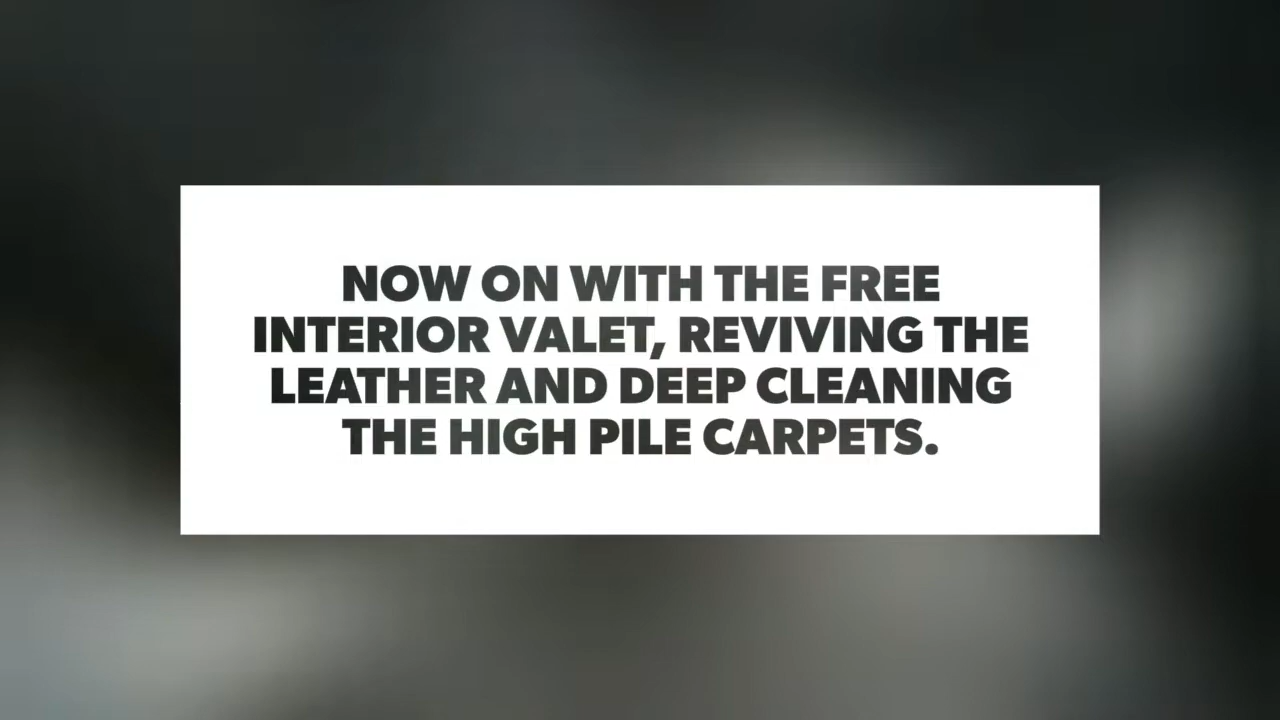 NOW ON WITH THE FREE
INTERIOR VALET, REVIVING THE
LEATHER AND DEEP CLEANING
THE HIGH PILE CARPETS.